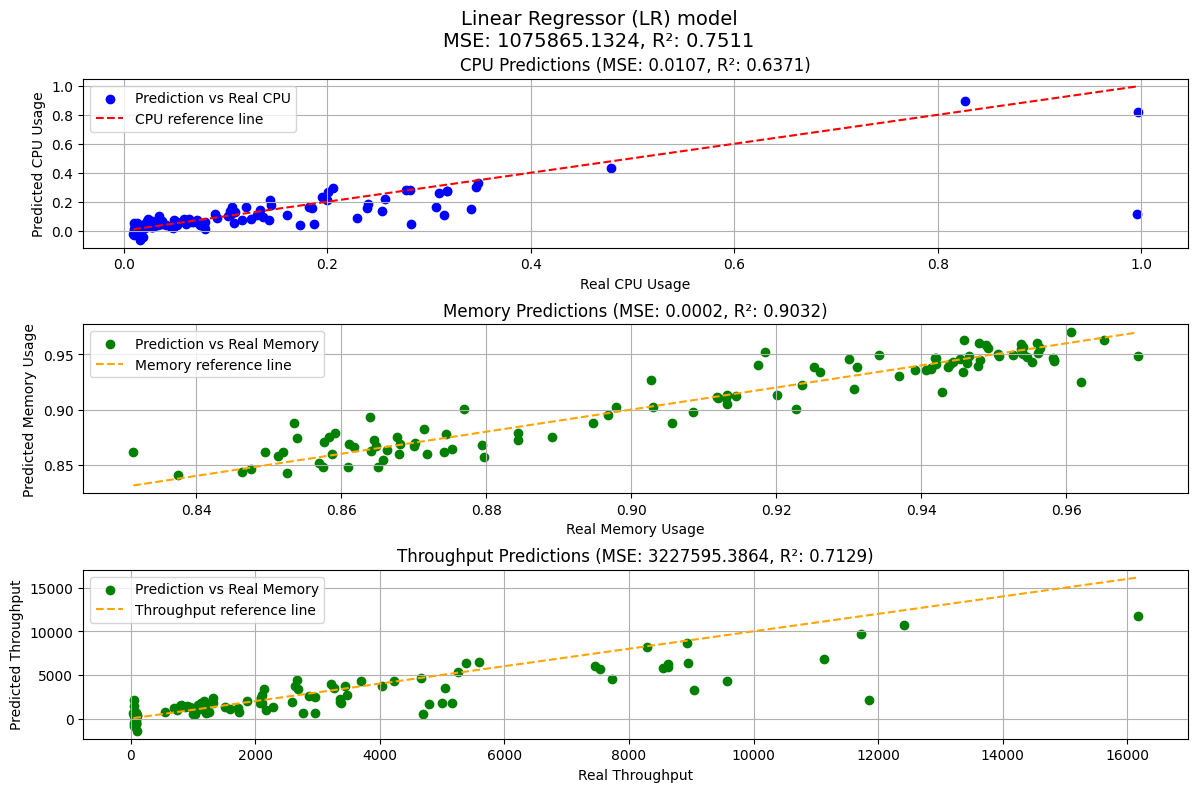 Linear Regressor (LR) model
MSE: 1075865.1324, R²: 0.7511
CPU Predictions (MSE: 0.0107, R²: 0.6371)
Predicted CPU Usage
1.0
0.8
0.6
0.4
0.2
0.0
Prediction vs Real CPU
CPU reference line
0.0 0.2 0.4 0.6 0.8 1.0
Real CPU Usage
Memory Predictions (MSE: 0.0002, R²: 0.9032)
Predicted Memory Usage
0.95
0.90
0.85
Prediction vs Real Memory
Memory reference line
0.84 0.86 0.88 0.90 0.92 0.94 0.96
Real Memory Usage
Throughput Predictions (MSE: 3227595.3864, R²: 0.7129)
Predicted Throughput
15000
10000
5000
0
Prediction vs Real Memory
Throughput reference line
0 2000 4000 6000 8000 10000 12000 14000 16000
Real Throughput